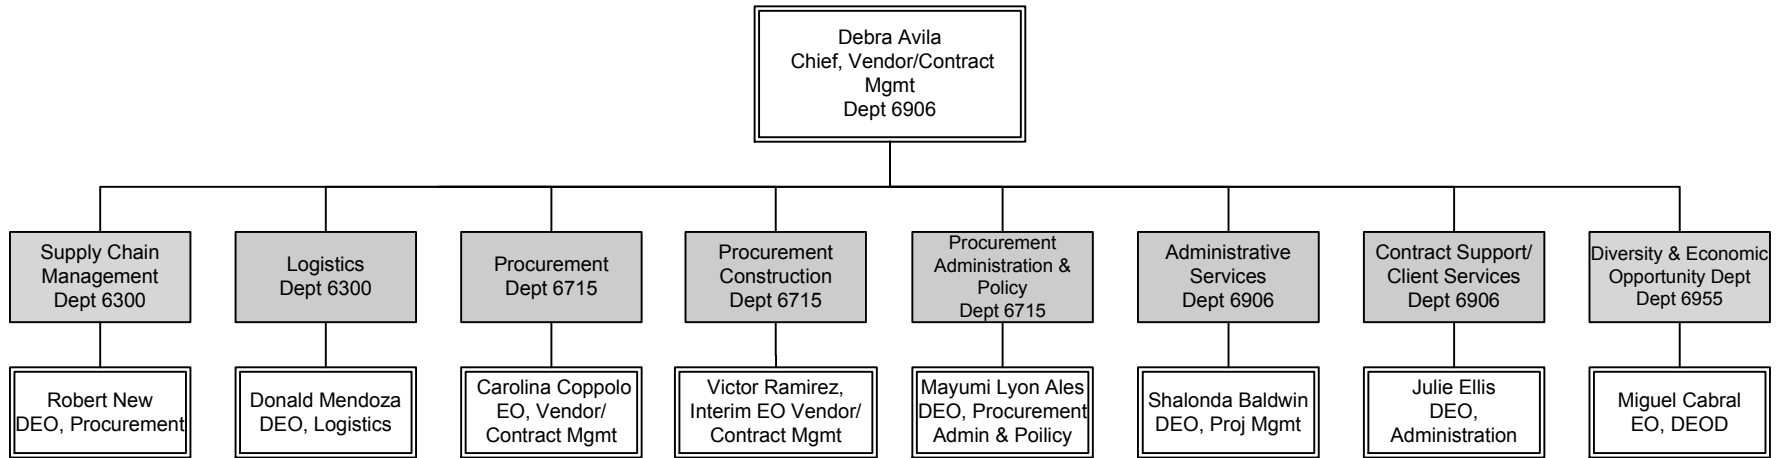 Debra Avila
Chief, Vendor/Contract
Mgmt
Dept 6906
Supply Chain
Management
Dept 6300
Logistics
Dept 6300
Procurement
Dept 6715
Procurement
Construction
Dept 6715
Procurement
Administration &
Policy
Dept 6715
Administrative
Services
Dept 6906
Contract Support/
Client Services
Dept 6906
Diversity & Economic
Opportunity Dept
Dept 6955
Robert New
DEO, Procurement
Donald Mendoza
DEO, Logistics
Carolina Coppolo
EO, Vendor/
Contract Mgmt
Victor Ramirez,
Interim EO Vendor/
Contract Mgmt
Mayumi Lyon Ales
DEO, Procurement
Admin & Poilicy
Shalonda Baldwin
DEO, Proj Mgmt
Julie Ellis
DEO,
Administration
Miguel Cabral
EO, DEOD